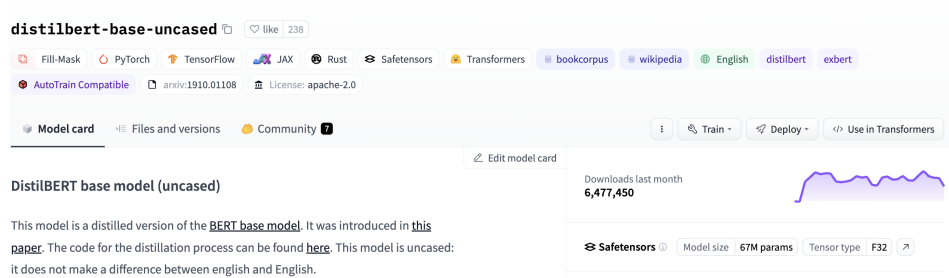 distilbert-base-uncased like 238
Fill-Mask PyTorch TensorFlow JAX Rust Safetensors Transformers bookcorpus wikipedia English distilbert exbert
AutoTrain Compatible arxiv:1910.01108 License: apache-2.0
Model card Files and versions Community 7 Train Deploy </> Use in Transformers
Edit model card
DistilBERT base model (uncased)
This model is a distilled version of the BERT base model. It was introduced in this
paper. The code for the distillation process can be found here. This model is uncased:
it does not make a difference between english and English.
Downloads last month
6,477,450
Safetensors Model size 67M params Tensor type F32